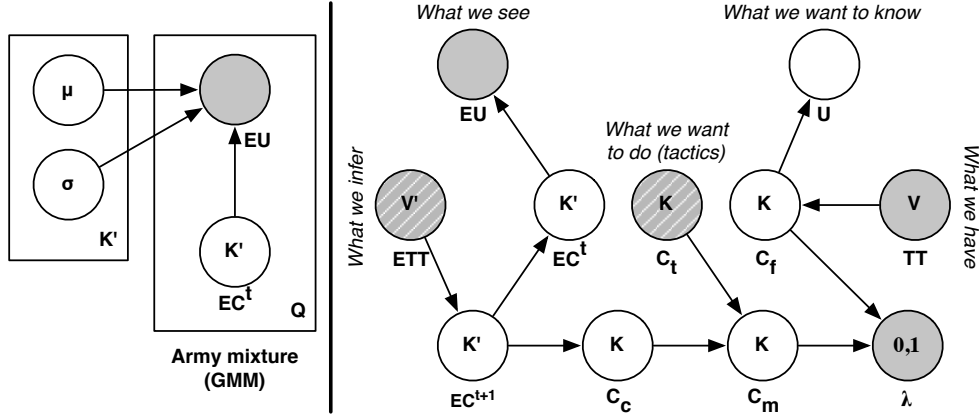 μ
EU
σ
K'
K'
EC^t
Q
Army mixture
(GMM)
What we see
What we want to know
EU
U
What we want
to do (tactics)
What we infer
What we have
V'
K'
K
K
V
ETT
EC^t
C_t
C_f
TT
K'
K
K
0,1
EC^{t+1}
C_c
C_m
λ